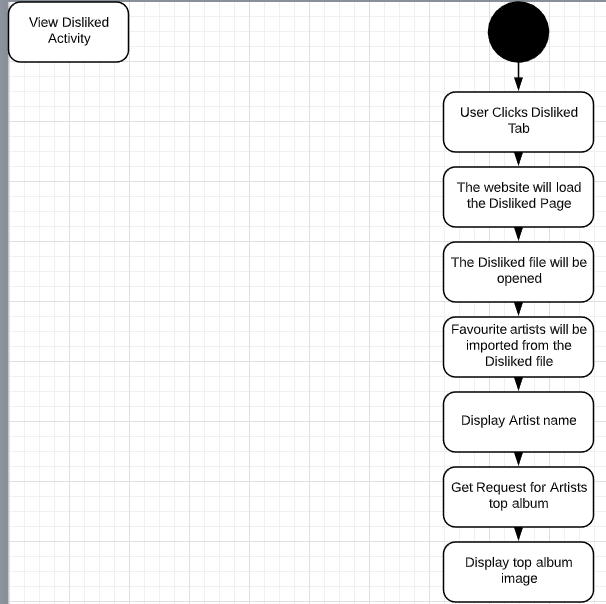 View Disliked
Activity
User Clicks Disliked
Tab
The website will load
the Disliked Page
The Disliked file will be
opened
Favourite artists will be
imported from the
Disliked file
Display Artist name
Get Request for Artists
top album
Display top album
image